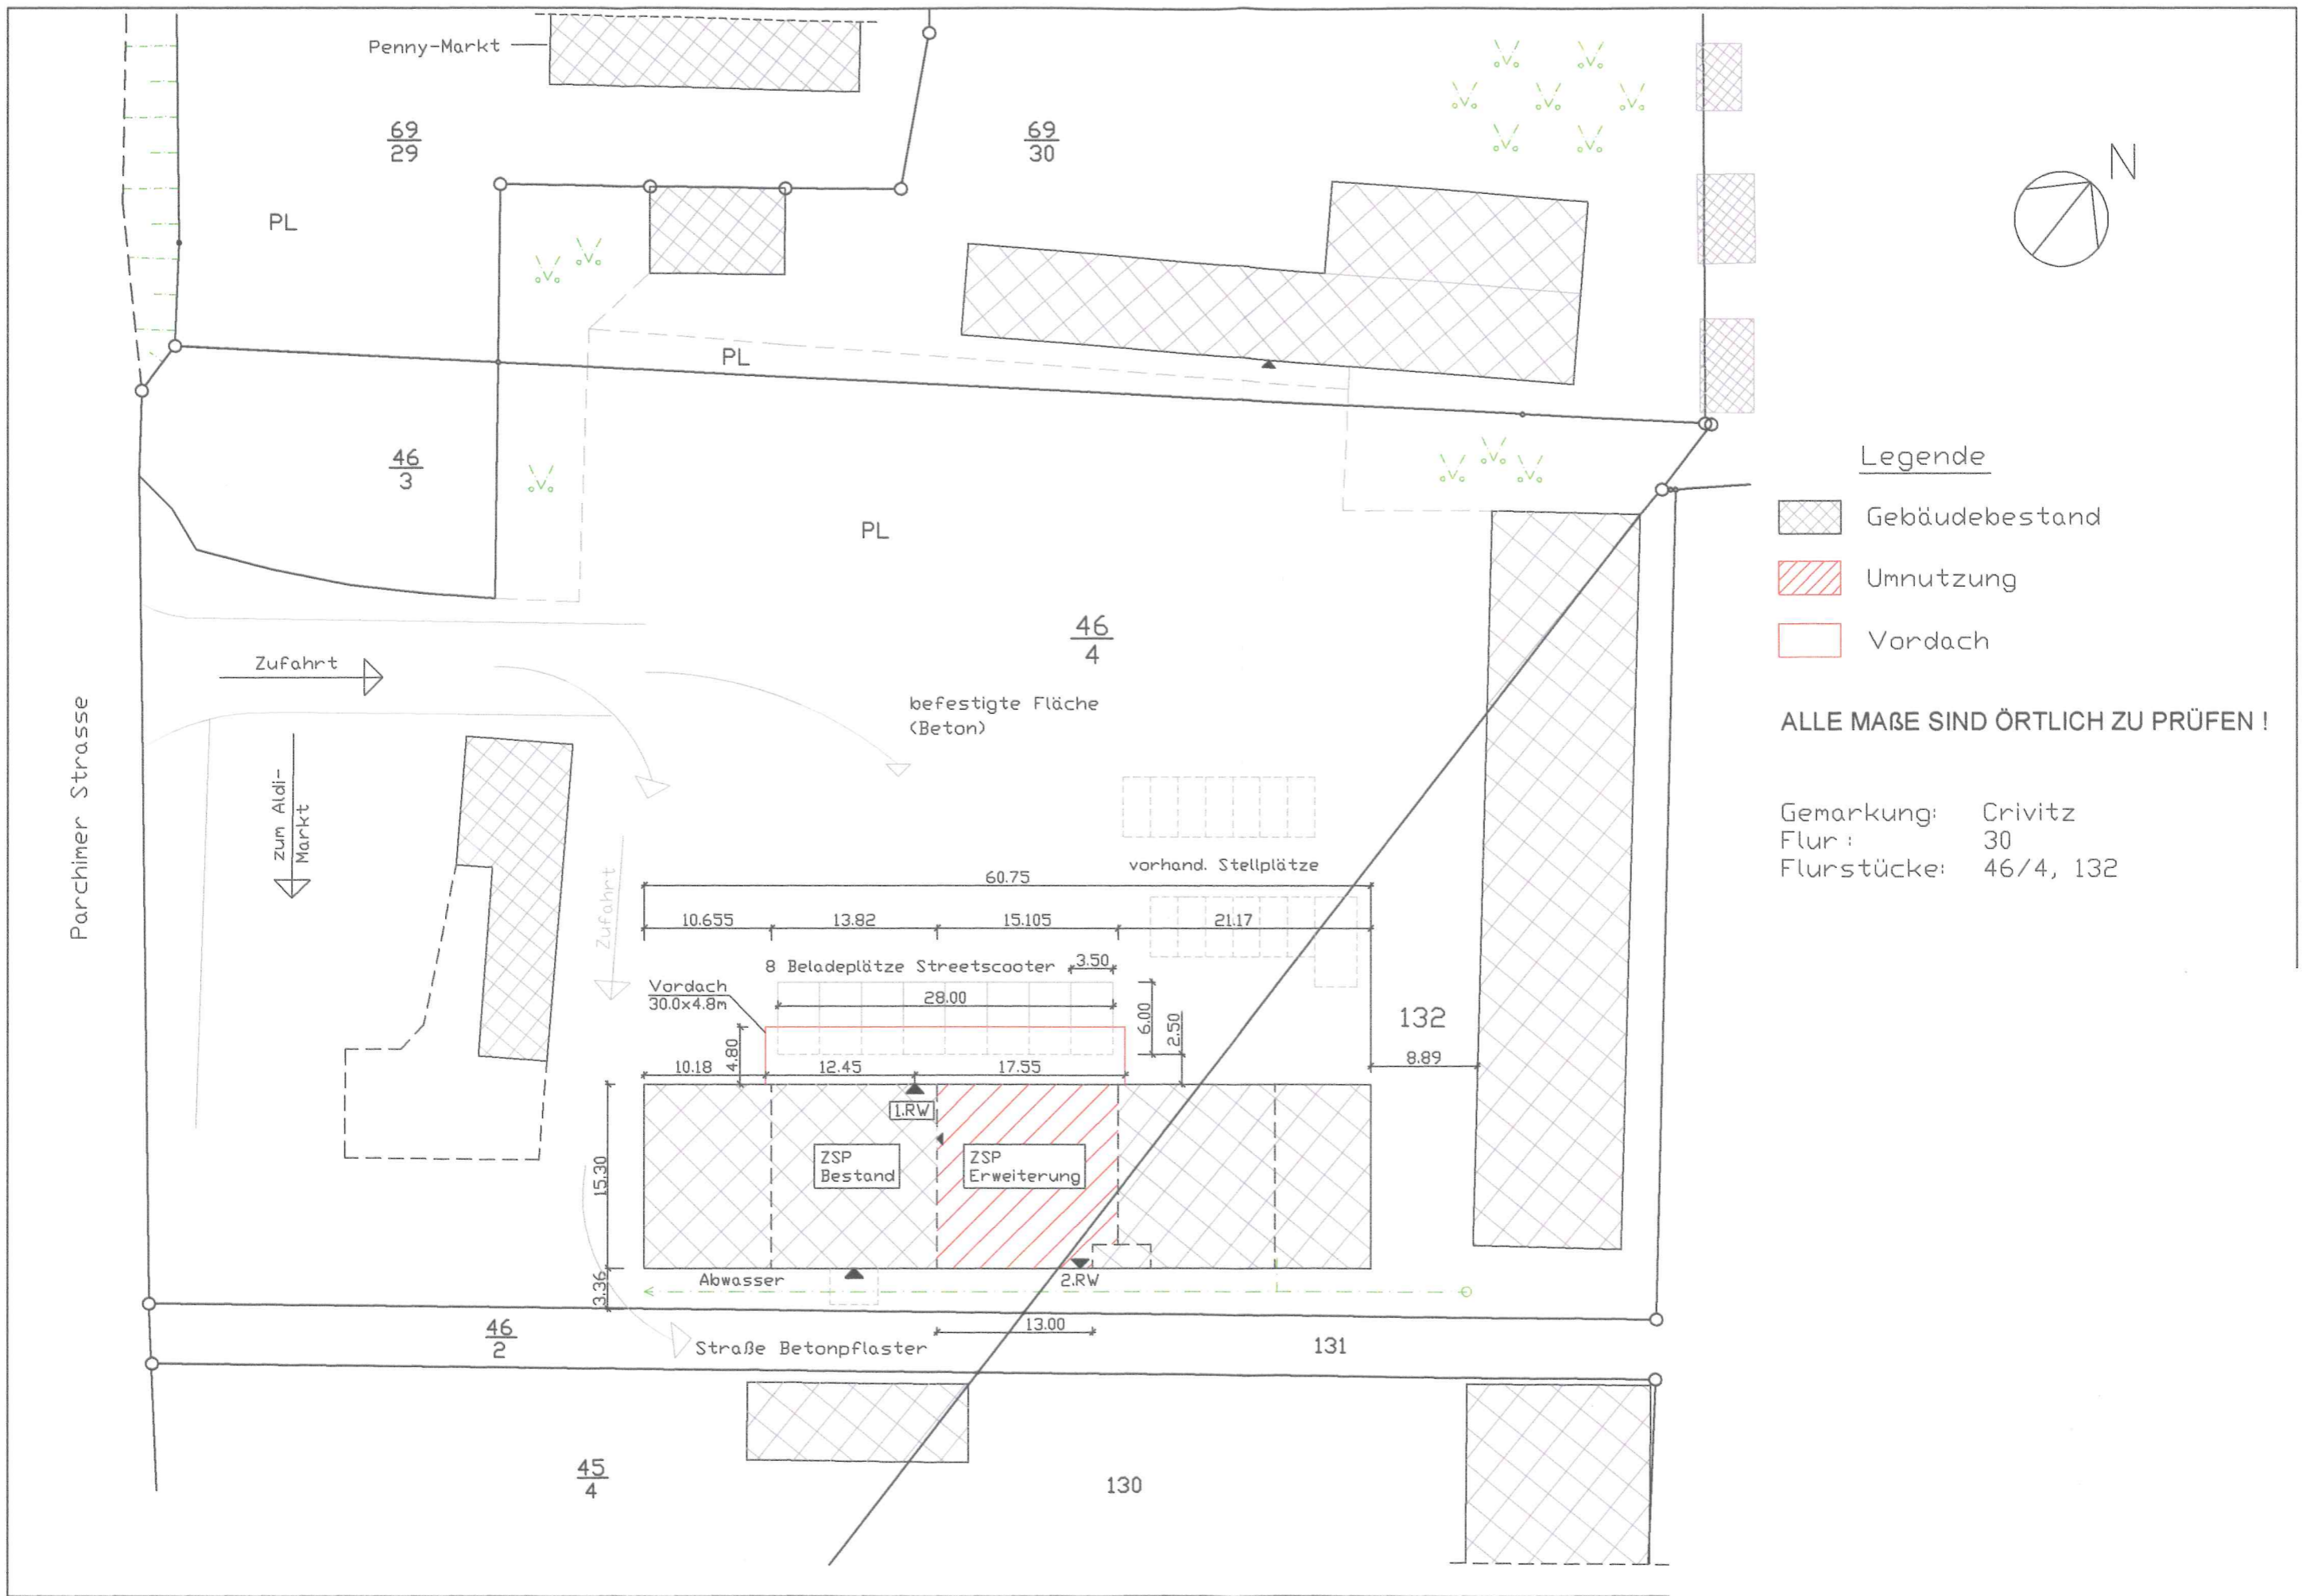 Penny-Markt
69
29
69
30
N
PL
PL
46
3
PL
46
4
Legende
Gebäudebestand
Umnutzung
Vordach
ALLE MAßE SIND ÖRTLICH ZU PRÜFEN !
Gemarkung: Crivitz
Flur : 30
Flurstücke: 46/4, 132
Parchimer Strasse
Zufahrt
zum Aldi-
Markt
befestigte Fläche
(Beton)
Zufahrt
vorhand. Stellplätze
60.75
10.655
13.82
15.105
21.17
8 Beladeplätze Streetscooter
3.50
Vordach
30.0x4.8m
28.00
6.00
2.50
4.80
10.18
12.45
17.55
132
8.89
1.RW
ZSP
Bestand
ZSP
Erweiterung
15.30
3.36
Abwasser
2.RW
13.00
46
2
Straße Betonpflaster
131
45
4
130